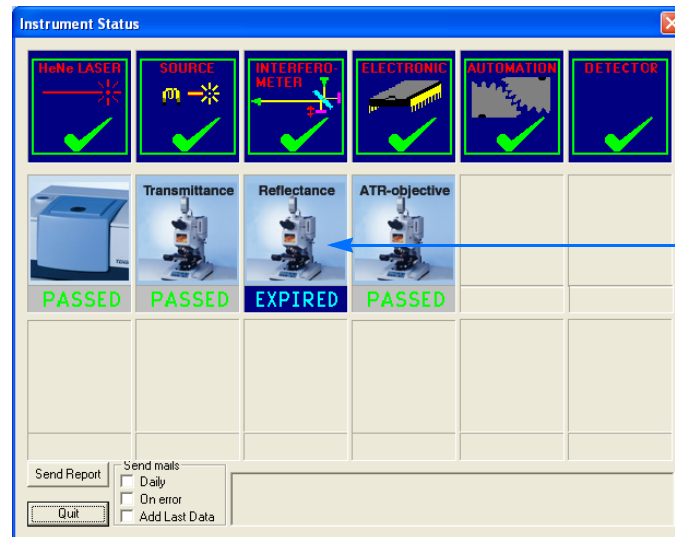 Instrument Status
HeNe LASER
SOURCE
INTERFERO-
METER
ELECTRONIC
AUTOMATION
DETECTOR
Transmittance
Reflectance
ATR-objective
PASSED
PASSED
EXPIRED
PASSED
Send Report
Send mails
Daily
On error
Add Last Data
Quit